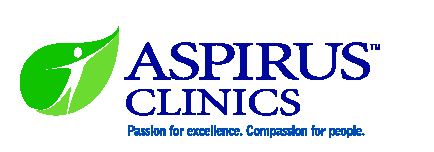 ASPIRUS™
CLINICS
Passion for excellence. Compassion for people.